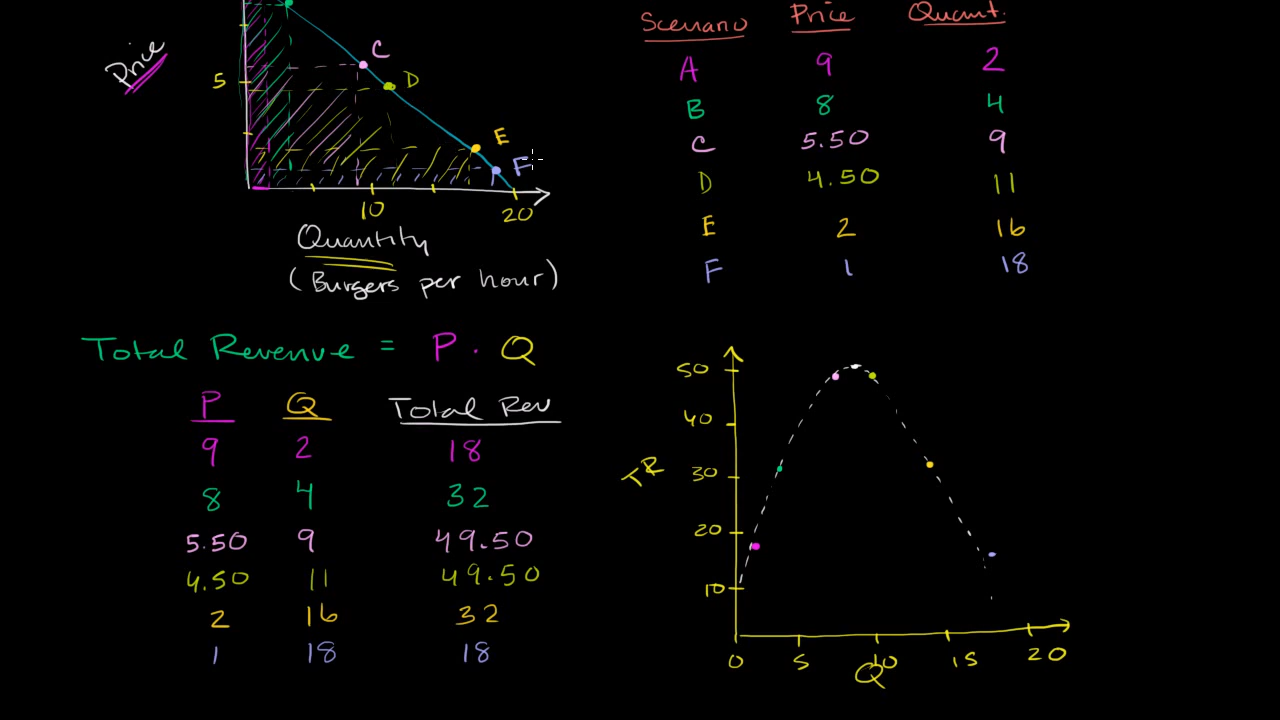 Scenario Price Quant.
A 9 2
B 8 4
C 5.50 9
D 4.50 11
E 2 16
F 1 18
Price
5
C
D
E
F
10 20
Quantity
(Burgers per hour)
Total Revenue = P · Q
P Q Total Rev
9 2 18
8 4 32
5.50 9 49.50
4.50 11 49.50
2 16 32
1 18 18
TR
50
40
30
20
10
0 5 10 15 20
Q